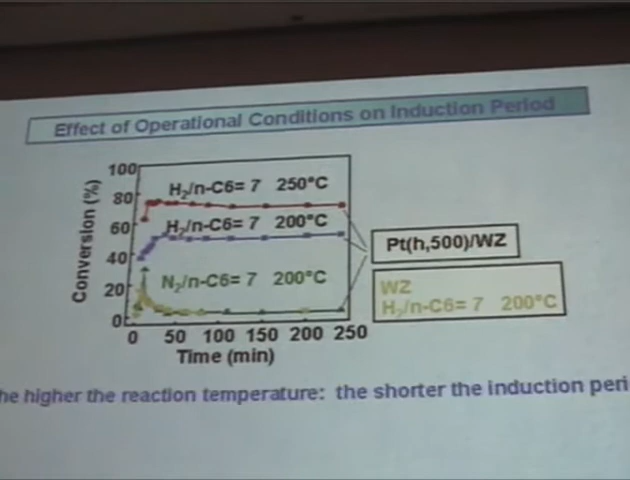 Effect of Operational Conditions on Induction Period
100
80
60
40
20
0
Conversion (%)
H₂/n-C6= 7 250°C
H₂/n-C6= 7 200°C
N₂/n-C6= 7 200°C
0 50 100 150 200 250
Time (min)
Pt(h,500)/WZ
WZ
H₂/n-C6= 7 200°C
he higher the reaction temperature: the shorter the induction peri